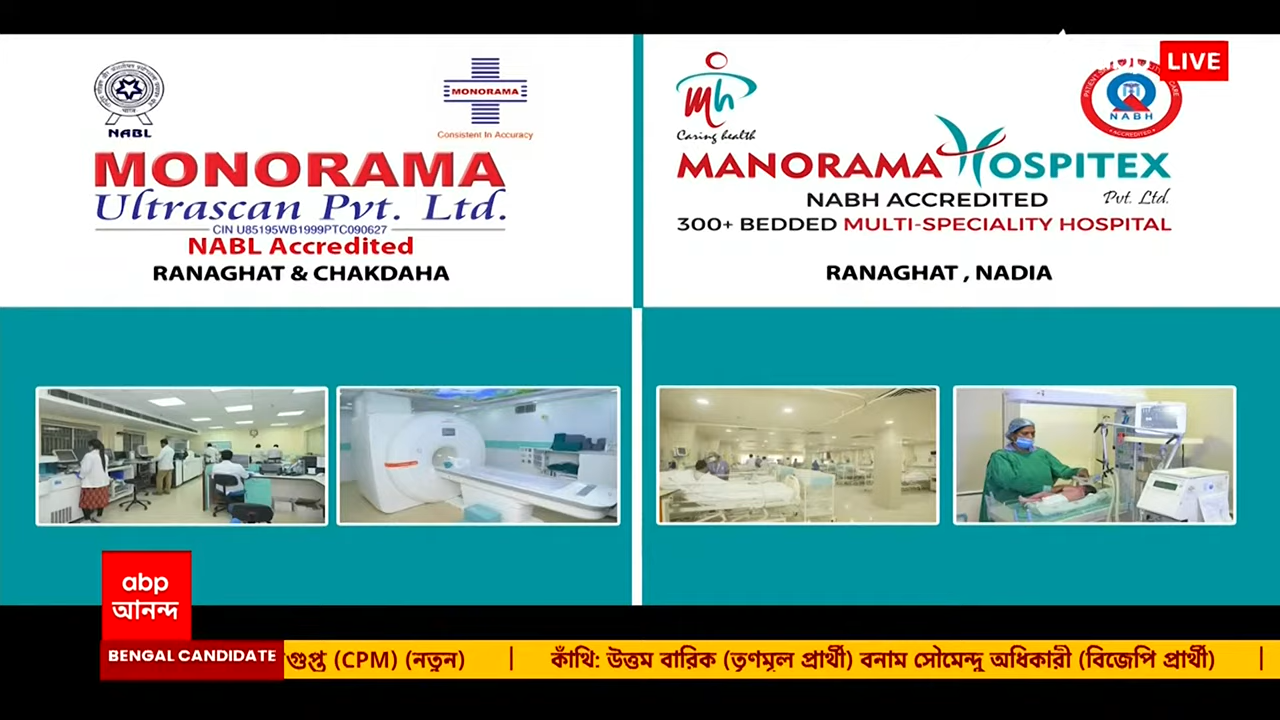 LIVE
NABL
MONORAMA
Consistent In Accuracy
MONORAMA
Ultrascan Pvt. Ltd.
CIN U85195WB1999PTC090627
NABL Accredited
RANAGHAT & CHAKDAHA
mh
Caring health
NABH
ACCREDITED
MANORAMA HOSPITEX
Pvt. Ltd.
NABH ACCREDITED
300+ BEDDED MULTI-SPECIALITY HOSPITAL
RANAGHAT , NADIA
abp
আনন্দ
BENGAL CANDIDATE
গুপ্ত (CPM) (নতুন) | কাঁথি: উত্তম বারিক (তৃণমূল প্রার্থী) বনাম সৌমেন্দু অধিকারী (বিজেপি প্রার্থী) |